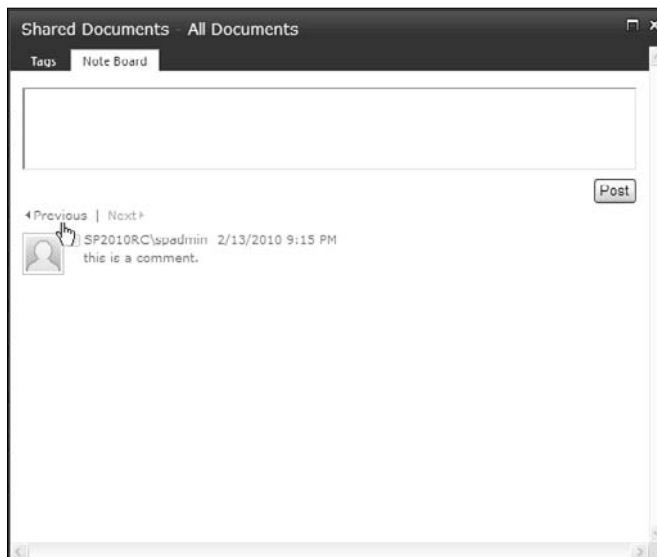 Shared Documents - All Documents
Tags Note Board
Post
Previous | Next
SP2010RC\spadmin 2/13/2010 9:15 PM
this is a comment.